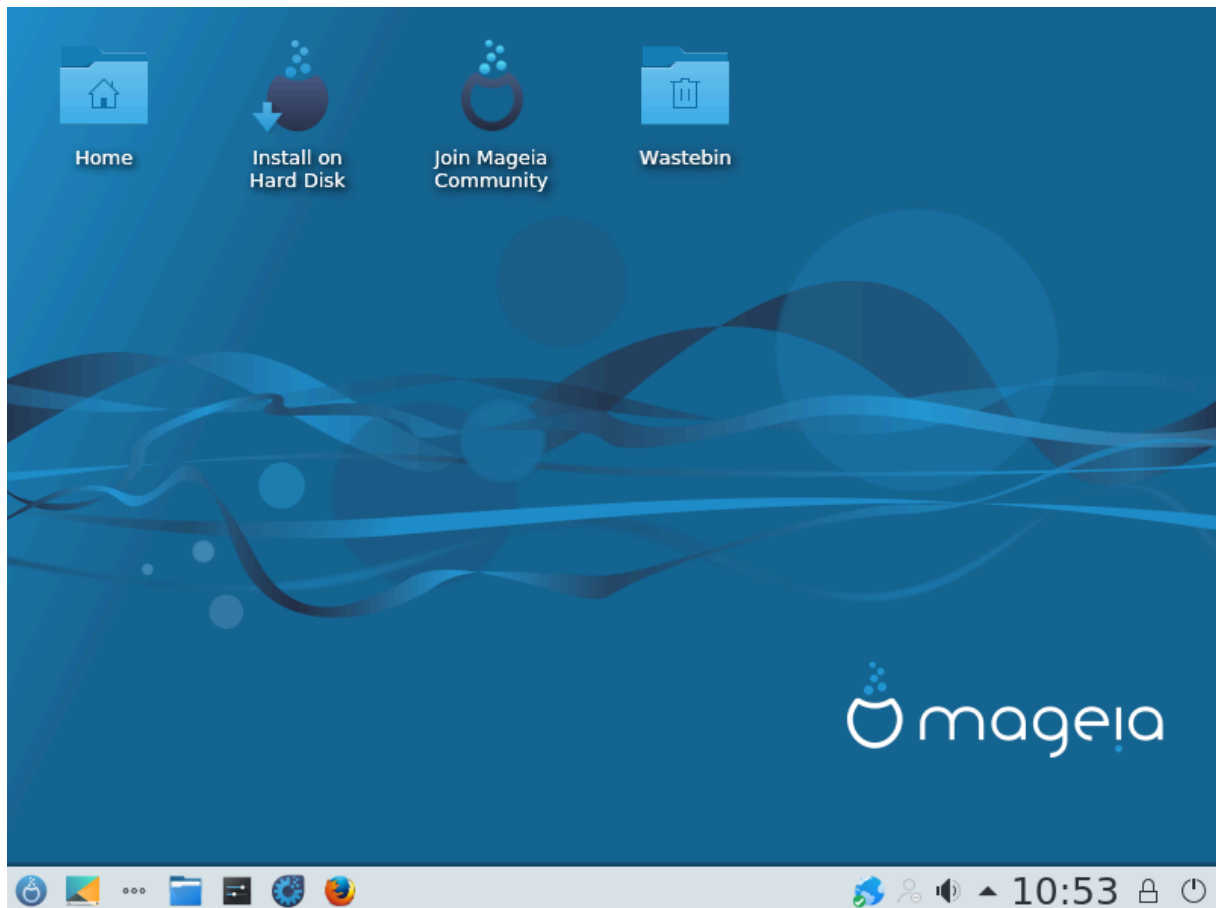 Home
Install on
Hard Disk
Join Mageia
Community
Wastebin
mageia
10:53